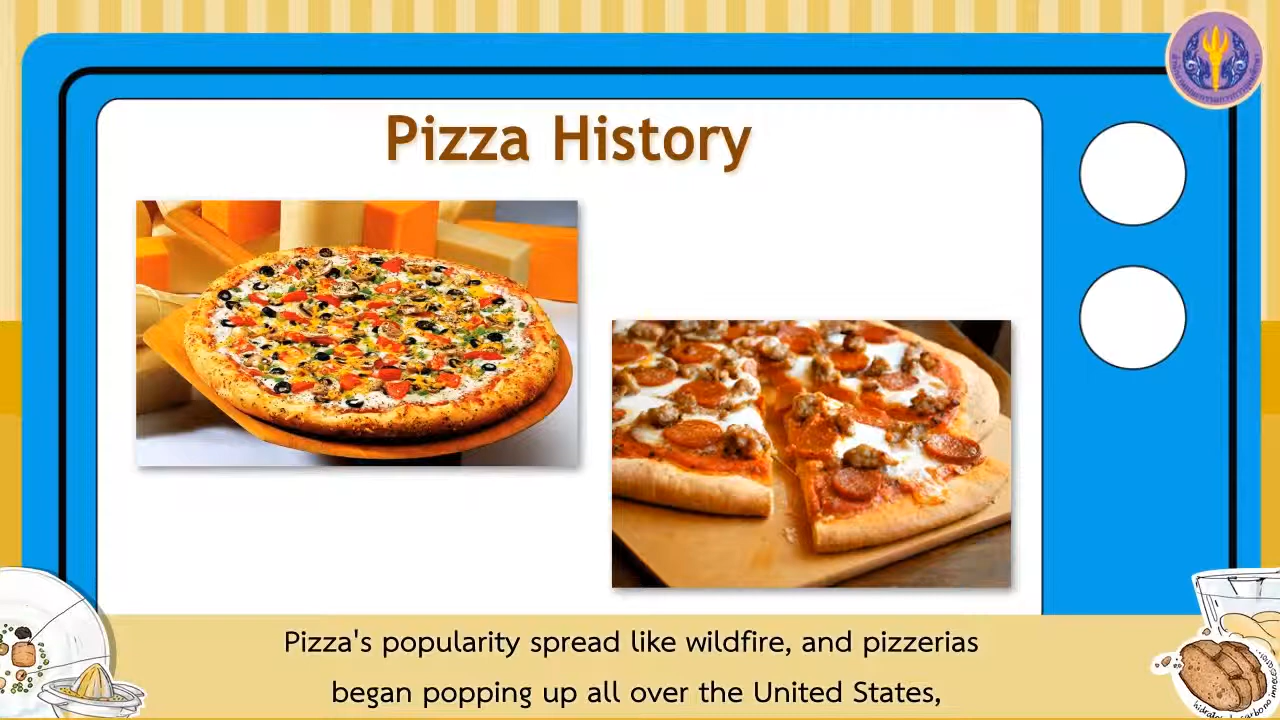 Pizza History
Pizza's popularity spread like wildfire, and pizzerias
began popping up all over the United States,